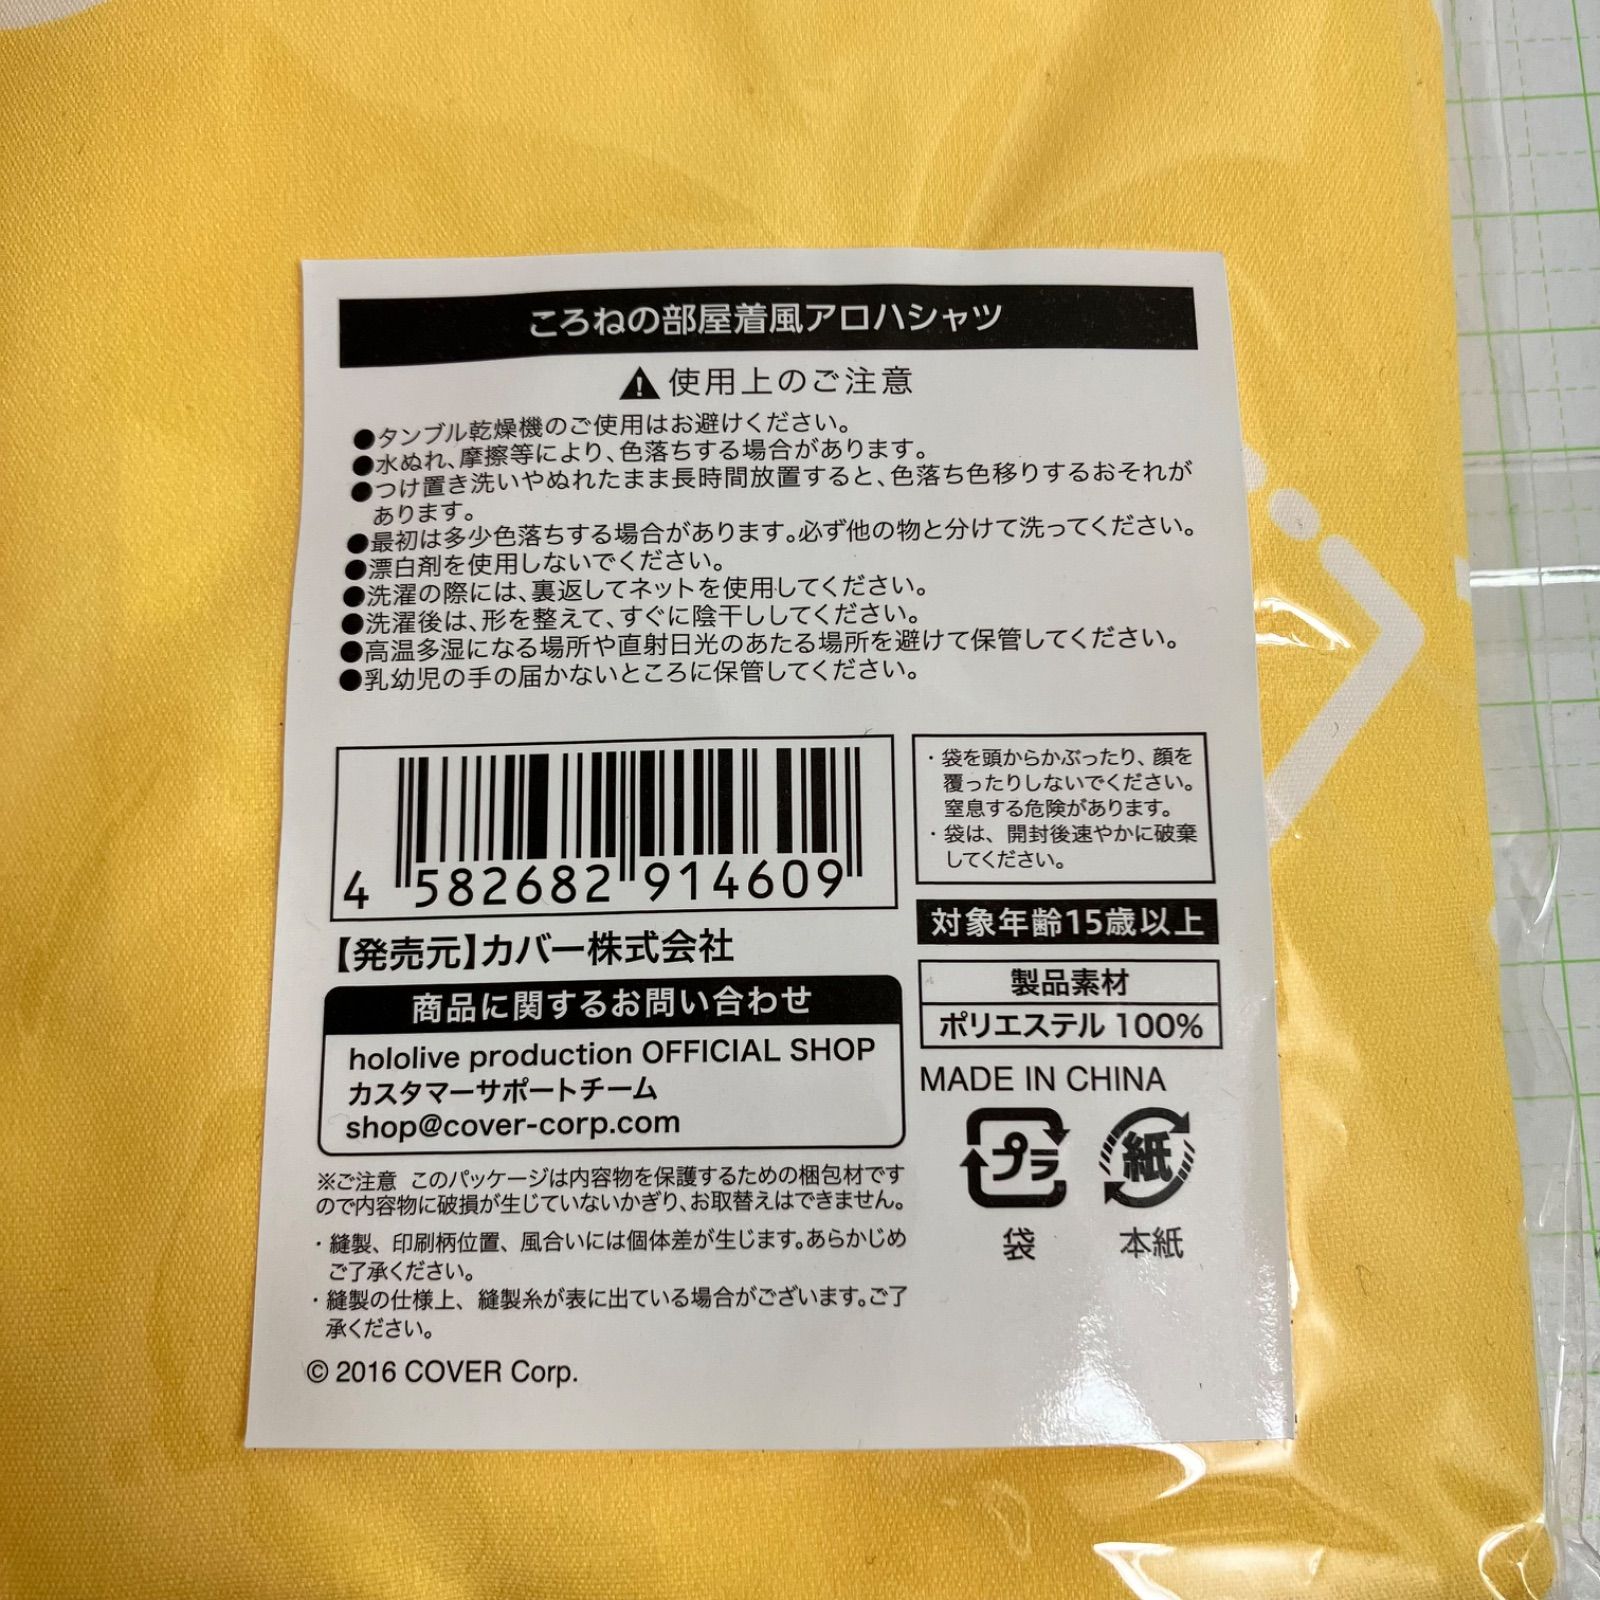 ころねの部屋着風アロハシャツ
⚠使用上のご注意
●タンブル乾燥機のご使用はお避けください。
●水ぬれ、摩擦等により、色落ちする場合があります。
●つけ置き洗いやぬれたまま長時間放置すると、色落ち色移りするおそれが
あります。
●最初は多少色落ちする場合があります。必ず他の物と分けて洗ってください。
●漂白剤を使用しないでください。
●洗濯の際には、裏返してネットを使用してください。
●洗濯後は、形を整えて、すぐに陰干ししてください。
●高温多湿になる場所や直射日光のあたる場所を避けて保管してください。
●乳幼児の手の届かないところに保管してください。
4 582682 914609
【発売元】カバー株式会社
商品に関するお問い合わせ
hololive production OFFICIAL SHOP
カスタマーサポートチーム
shop@cover-corp.com
※ご注意 このパッケージは内容物を保護するための梱包材です
ので内容物に破損が生じていないかぎり、お取替えはできません。
・縫製、印刷柄位置、風合いには個体差が生じます。あらかじめ
ご了承ください。
・縫製の仕様上、縫製糸が表に出ている場合がございます。ご了
承ください。
© 2016 COVER Corp.
・袋を頭からかぶったり、顔を
覆ったりしないでください。
窒息する危険があります。
・袋は、開封後速やかに破棄
してください。
対象年齢15歳以上
製品素材
ポリエステル 100%
MADE IN CHINA
プラ 紙
袋 本紙